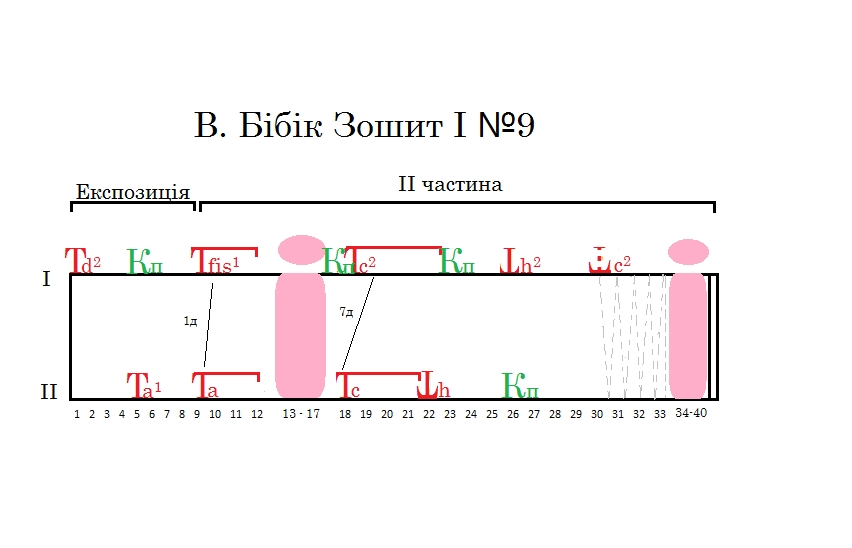 В. Бібік Зошит І №9
Експозиція
ІІ частина
I Td2 Кп Tfis1 Кп Tc2 Кп Th2 Tc2
1д 7д
II Ta1 Ta Tc Th Кп
1 2 3 4 5 6 7 8 9 10 11 12 13 - 17 18 19 20 21 22 23 24 25 26 27 28 29 30 31 32 33 34-40